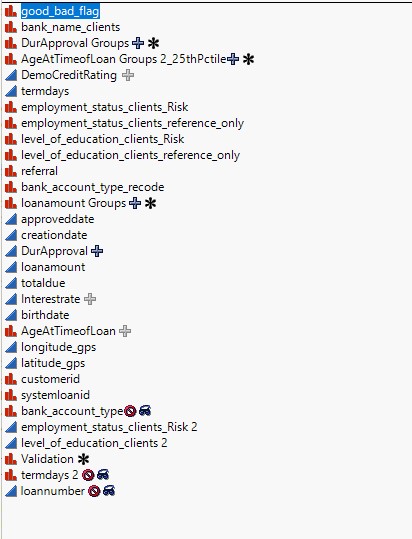 good_bad_flag
bank_name_clients
DurApproval Groups
AgeAtTimeofLoan Groups 2_25thPctile
DemoCreditRating
termdays
employment_status_clients_Risk
employment_status_clients_reference_only
level_of_education_clients_Risk
level_of_education_clients_reference_only
referral
bank_account_type_recode
loanamount Groups
approveddate
creationdate
DurApproval
loanamount
totaldue
Interestrate
birthdate
AgeAtTimeofLoan
longitude_gps
latitude_gps
customerid
systemloanid
bank_account_type
employment_status_clients_Risk 2
level_of_education_clients 2
Validation
termdays 2
loannumber